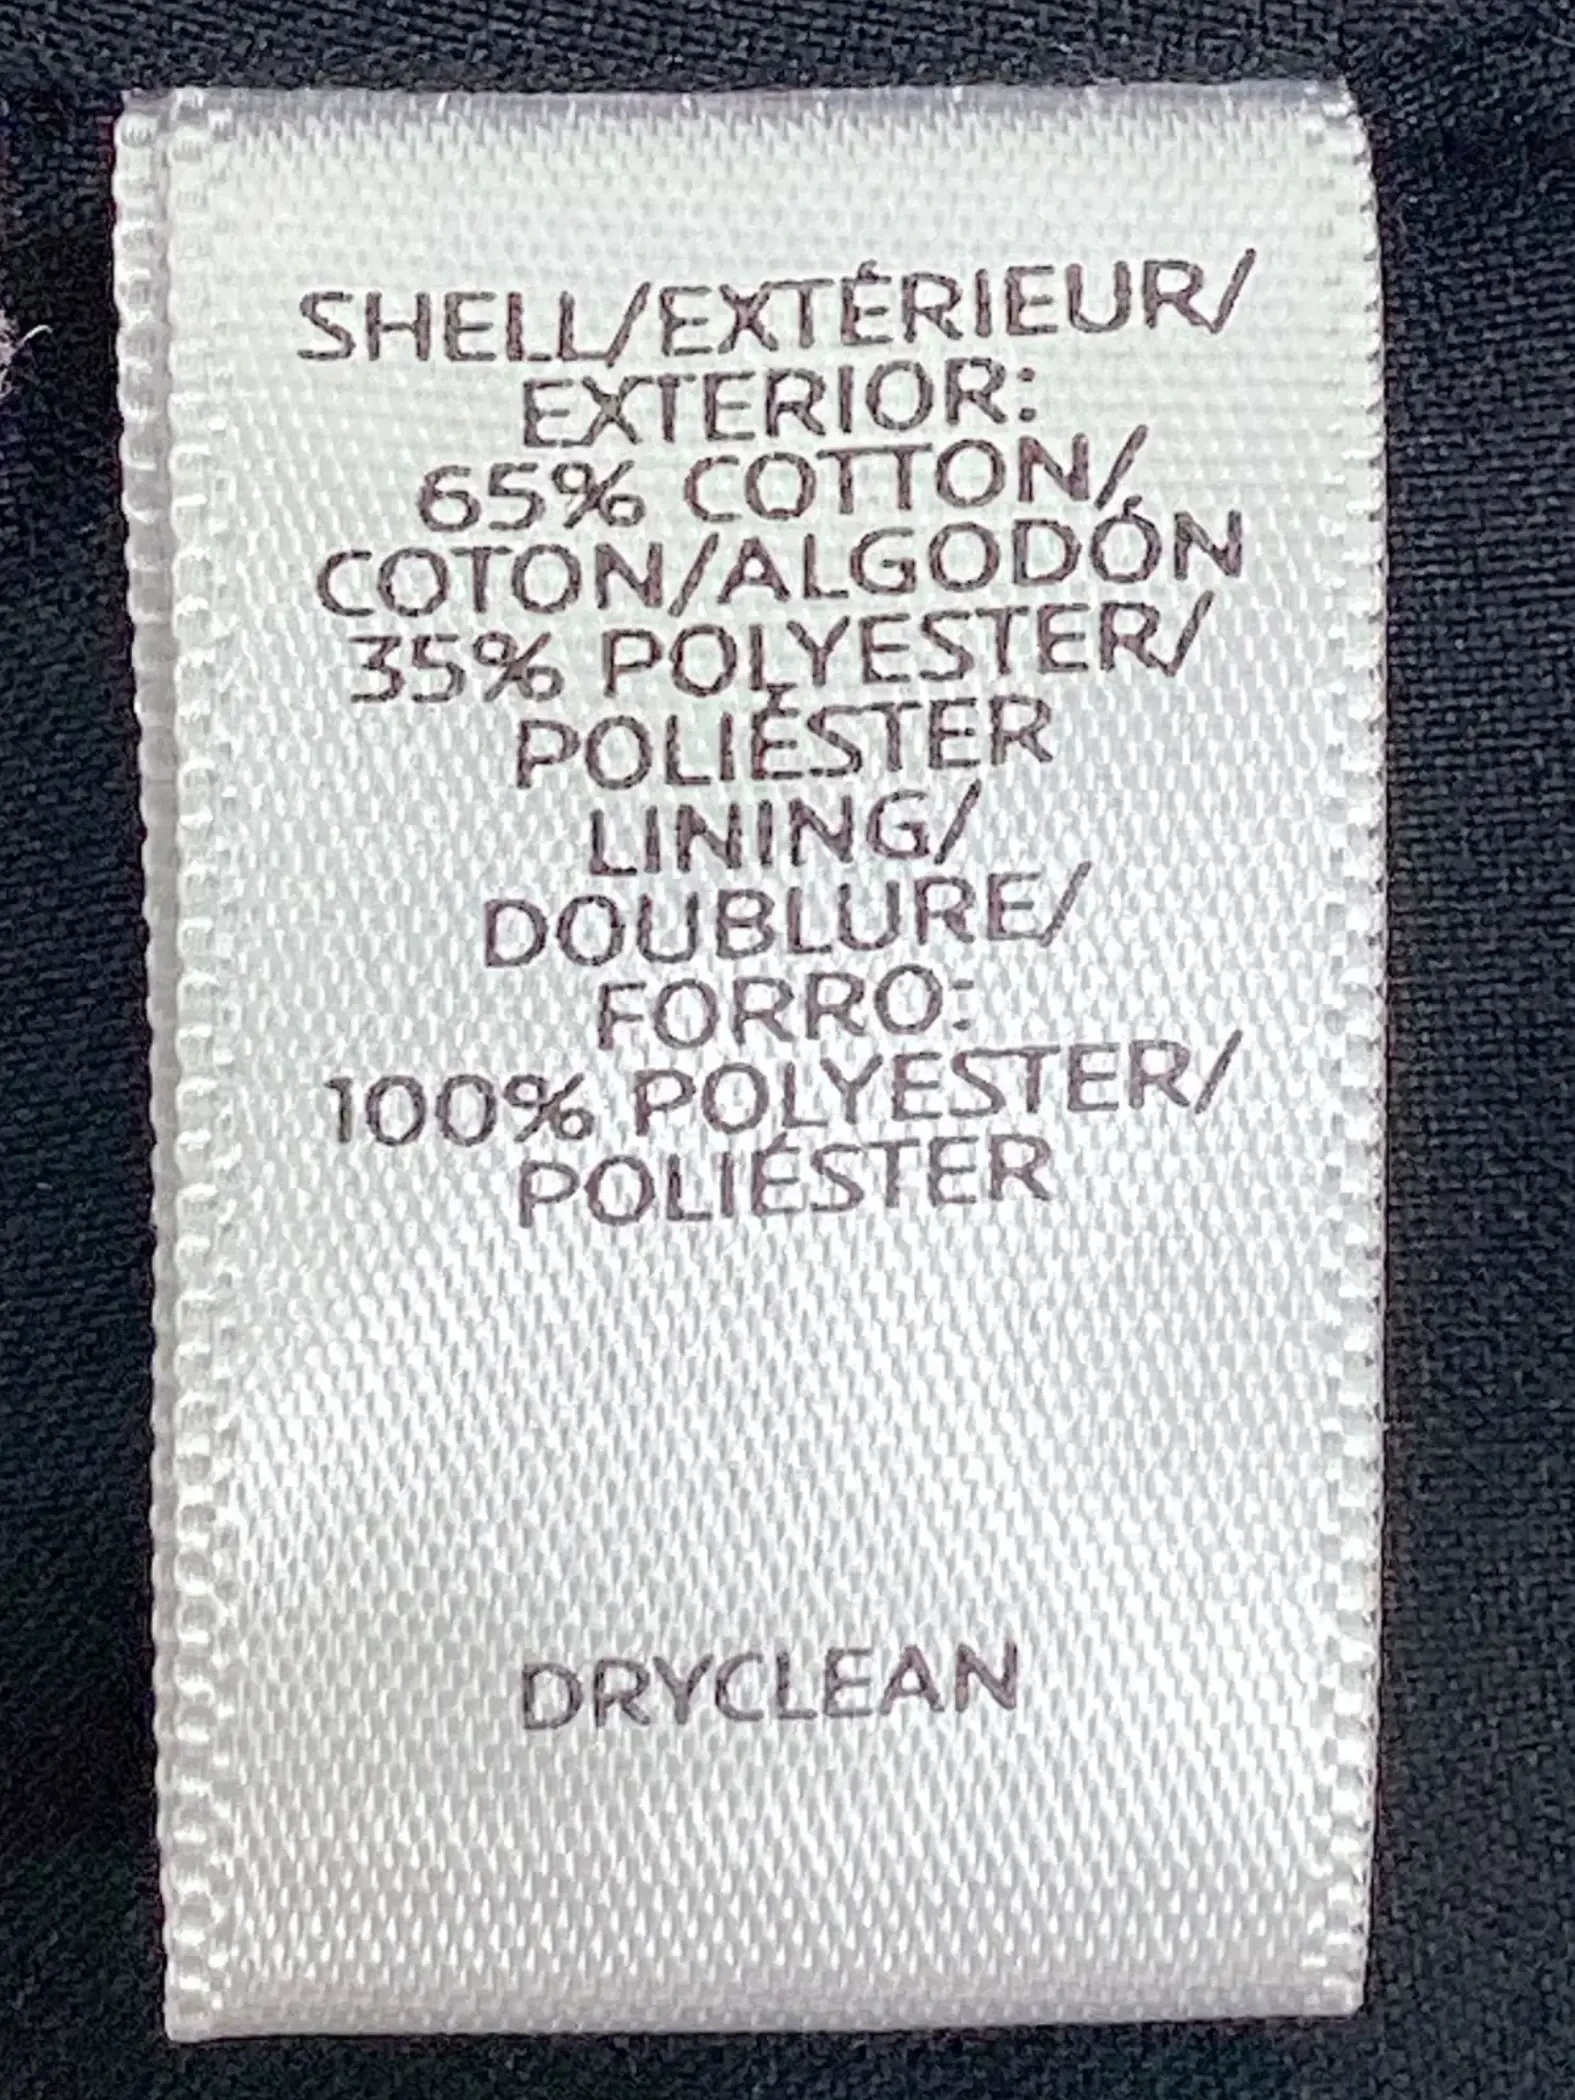 SHELL/EXTÉRIEUR/
EXTERIOR:
65% COTTON/
COTON/ALGODÓN
35% POLYESTER/
POLIÉSTER
LINING/
DOUBLURE/
FORRO:
100% POLYESTER/
POLIÉSTER
DRYCLEAN